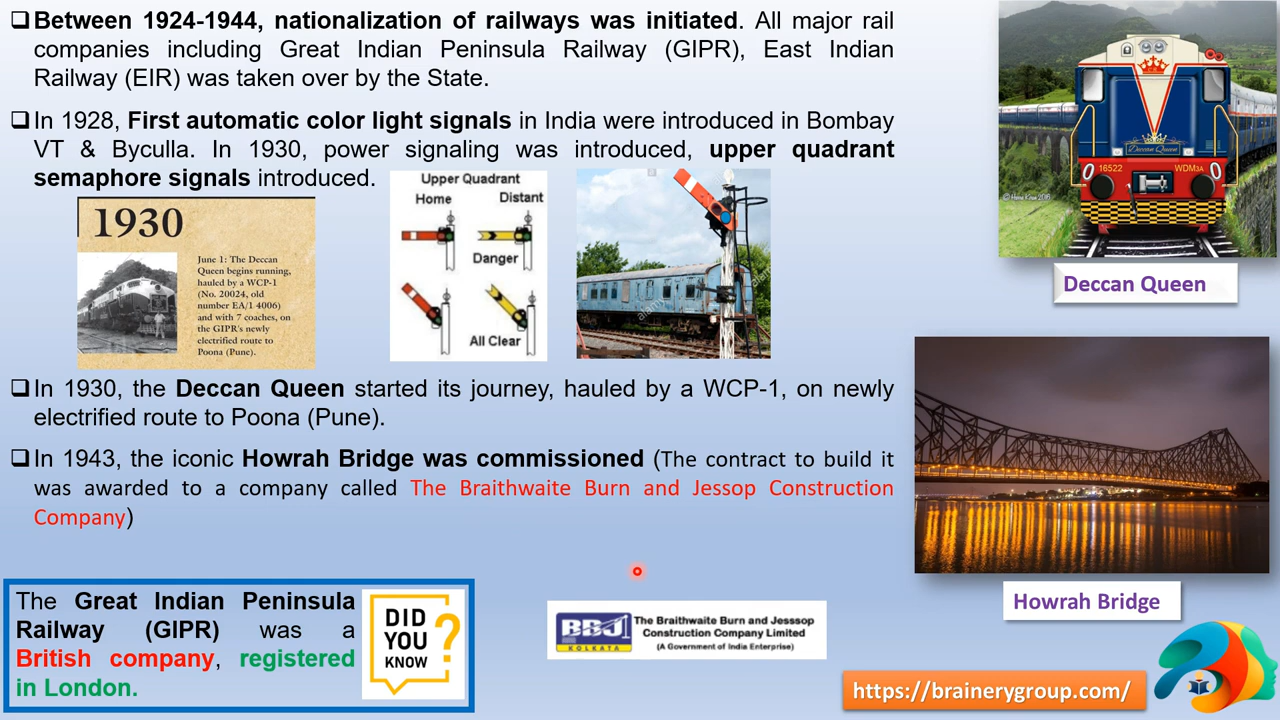 ❑Between 1924-1944, nationalization of railways was initiated. All major rail
companies including Great Indian Peninsula Railway (GIPR), East Indian
Railway (EIR) was taken over by the State.
❑In 1928, First automatic color light signals in India were introduced in Bombay
VT & Byculla. In 1930, power signalling was introduced, upper quadrant
semaphore signals introduced.
1930
June 1: The Deccan
Queen begins running,
hauled by a WCP-1
(No. 20024, old
number EA/1 4006)
and with 7 coaches, on
the GIPR's newly
electrified route to
Poona (Pune).
Upper Quadrant
Home Distant
Danger
All Clear
Deccan Queen
16522 WDM3A
Deccan Queen
❑In 1930, the Deccan Queen started its journey, hauled by a WCP-1, on newly
electrified route to Poona (Pune).
❑In 1943, the iconic Howrah Bridge was commissioned (The contract to build it
was awarded to a company called The Braithwaite Burn and Jessop Construction
Company)
Howrah Bridge
The Great Indian Peninsula
Railway (GIPR) was a
British company, registered
in London.
DID
YOU
KNOW
?
BBJ
KOLKATA
The Braithwaite Burn and Jesssop
Construction Company Limited
(A Government of India Enterprise)
https://brainerygroup.com/